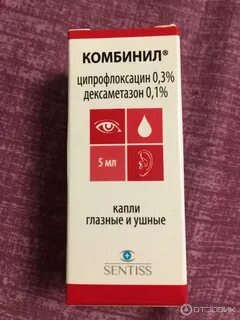 КОМБИНИЛ®
ципрофлоксацин 0,3%
дексаметазон 0,1%
5 мл
капли
глазные и ушные
SENTISS
ОТЗОВИК